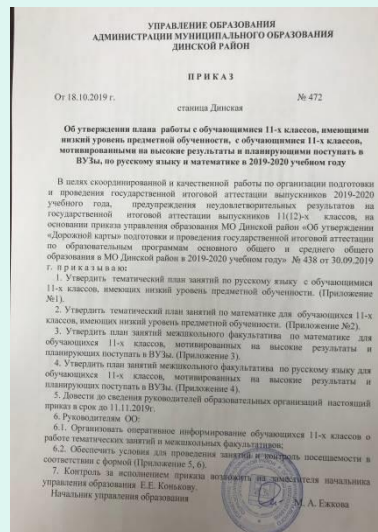 УПРАВЛЕНИЕ ОБРАЗОВАНИЯ
АДМИНИСТРАЦИИ МУНИЦИПАЛЬНОГО ОБРАЗОВАНИЯ
ДИНСКОЙ РАЙОН
П Р И К А З
От 18.10.2019 г. № 472
станица Динская
Об утверждении плана работы с обучающимися 11-х классов, имеющими
низкий уровень предметной обученности, с обучающимися 11-х классов,
мотивированными на высокие результаты и планирующими поступать в
ВУЗы, по русскому языку и математике в 2019-2020 учебном году
В целях скоординированной и качественной работы по организации подготовки
и проведения государственной итоговой аттестации выпускников 2019-2020
учебного года, предупреждения неудовлетворительных результатов на
государственной итоговой аттестации выпускников 11(12)-х классов, на
основании приказа управления образования МО Динской район «Об утверждении
«Дорожной карты» подготовки и проведения государственной итоговой аттестации
по образовательным программам основного общего и среднего общего
образования в МО Динской район в 2019-2020 учебном году» № 438 от 30.09.2019
г. п р и к а з ы в а ю:
1. Утвердить тематический план занятий по русскому языку с обучающимися
11-х классов, имеющих низкий уровень предметной обученности. (Приложение
№1).
2. Утвердить тематический план занятий по математике для обучающихся 11-х
классов, имеющих низкий уровень предметной обученности. (Приложение №2).
3. Утвердит план занятий межшкольного факультатива по математике для
обучающихся 11-х классов, мотивированных на высокие результаты и
планирующих поступать в ВУЗы. (Приложение 3).
4. Утвердит план занятий межшкольного факультатива по русскому языку для
обучающихся 11-х классов, мотивированных на высокие результаты и
планирующих поступать в ВУЗы. (Приложение 4).
5. Довести до сведения руководителей образовательных организаций настоящий
приказ в срок до 11.11.2019г.
6. Руководителям ОО:
6.1. Организовать оперативное информирование обучающихся 11-х классов о
работе тематических занятий и межшкольных факультативов;
6.2. Обеспечить условия для проведения занятий и контроль посещаемости в
соответствии с формой (Приложение 5, 6).
7. Контроль за исполнением приказа возложить на заместителя начальника
управления образования Е.Е. Конькову.
Начальник управления образования М. А. Ежкова